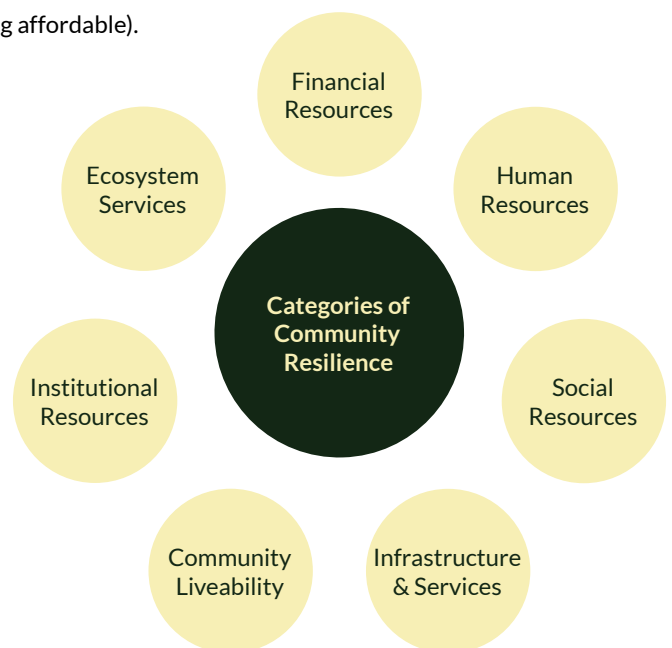 g affordable).
Financial
Resources
Ecosystem
Services
Human
Resources
Categories of
Community
Resilience
Institutional
Resources
Social
Resources
Community
Liveability
Infrastructure
& Services